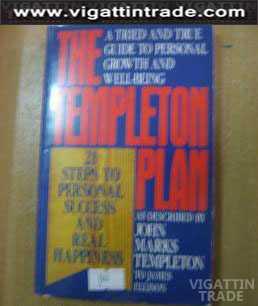 www.vigattintrade.com
A TRIED AND TRUE
GUIDE TO PERSONAL
GROWTH AND
WELL-BEING
THE
TEMPLETON
PLAN
21
STEPS TO
PERSONAL
SUCCESS
AND
REAL
HAPPINESS
AS DESCRIBED BY
JOHN
MARKS
TEMPLETON
TO JAMES
ELLISON
VIGATTIN
TRADE